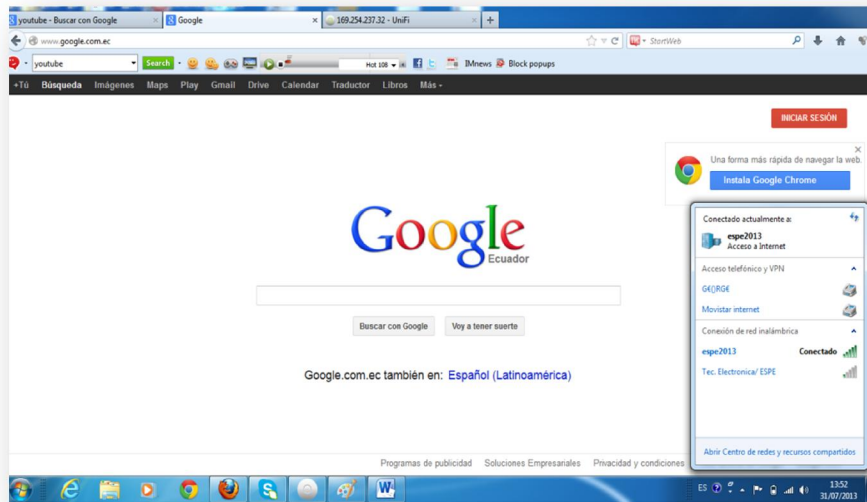 youtube - Buscar con Google
Google
169.254.237.32 - UniFi
www.google.com.ec
StartWeb
youtube
Search
Hot 108
IMnews
Block popups
+Tú Búsqueda Imágenes Maps Play Gmail Drive Calendar Traductor Libros Más
INICIAR SESIÓN
Una forma más rápida de navegar la web.
Instala Google Chrome
Google
Ecuador
Buscar con Google
Voy a tener suerte
Google.com.ec también en: Español (Latinoamérica)
Programas de publicidad Soluciones Empresariales Privacidad y condiciones
Conectado actualmente a:
espe2013
Acceso a Internet
Acceso telefónico y VPN
G€()RG€
Movistar internet
Conexión de red inalámbrica
espe2013 Conectado
Tec. Electronica/ ESPE
Abrir Centro de redes y recursos compartidos
ES
13:52
31/07/2013